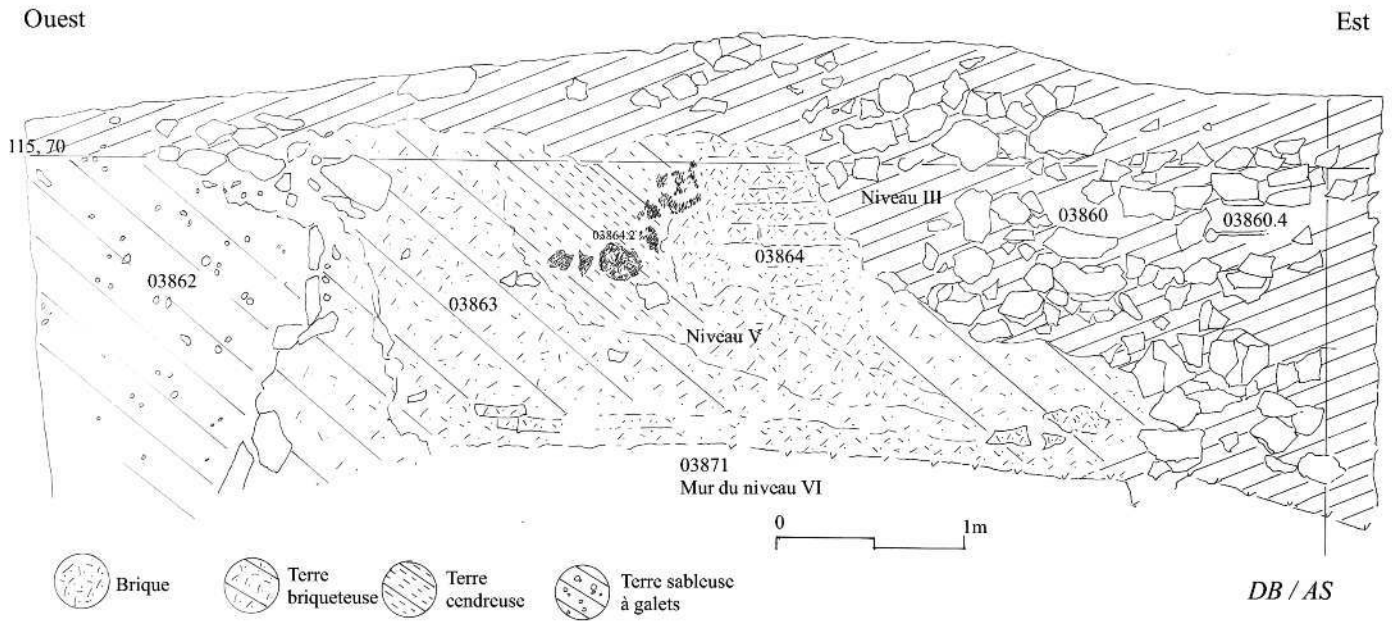 Ouest
Est
115, 70
Niveau III
03860
03860.4
03864.2
03864
03862
03863
Niveau V
03871
Mur du niveau VI
0
1m
Brique
Terre
briqueteuse
Terre
cendreuse
Terre sableuse
à galets
DB / AS